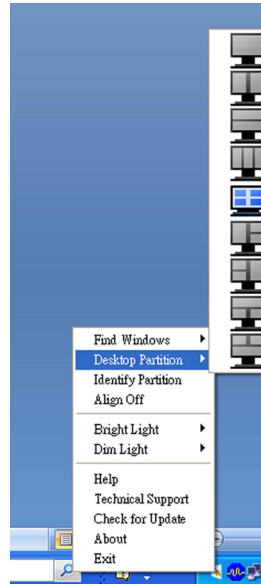 Find Windows
Desktop Partition
Identify Partition
Align Off
Bright Light
Dim Light
Help
Technical Support
Check for Update
About
Exit